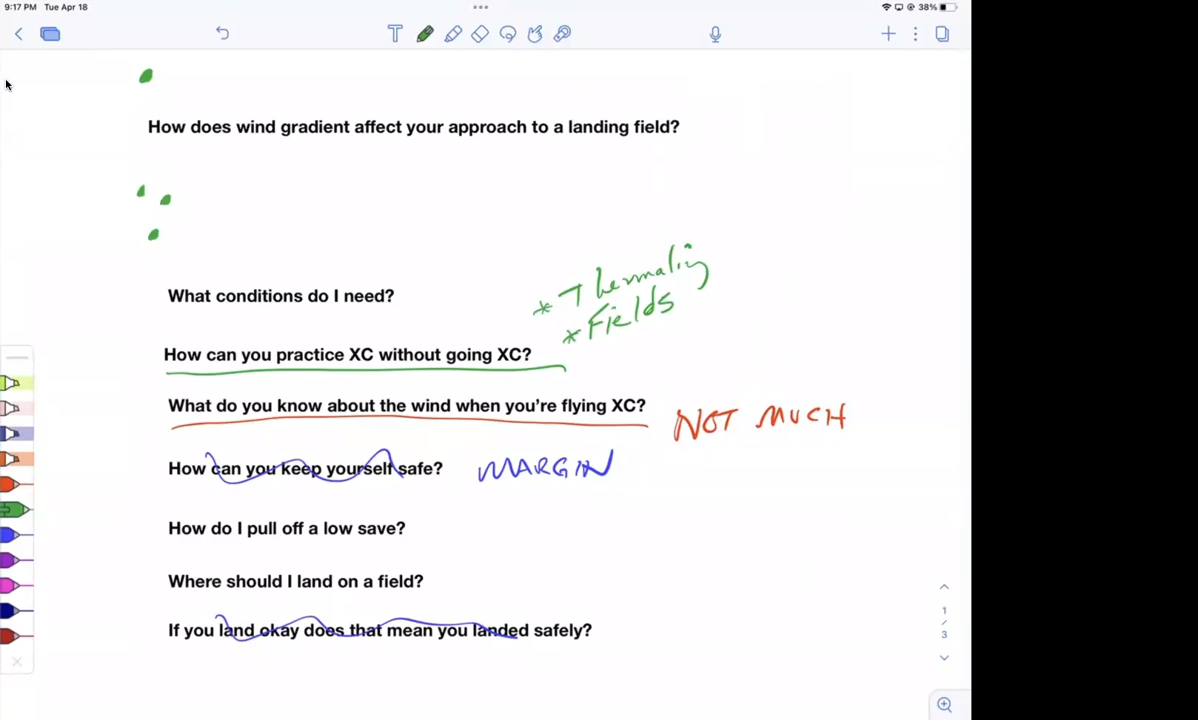 9:17 PM Tue Apr 18
38%
How does wind gradient affect your approach to a landing field?
* Thermaling
* Fields
What conditions do I need?
How can you practice XC without going XC?
What do you know about the wind when you're flying XC?
NOT MUCH
How can you keep yourself safe?
MARGIN
How do I pull off a low save?
Where should I land on a field?
If you land okay does that mean you landed safely?
1
/
3